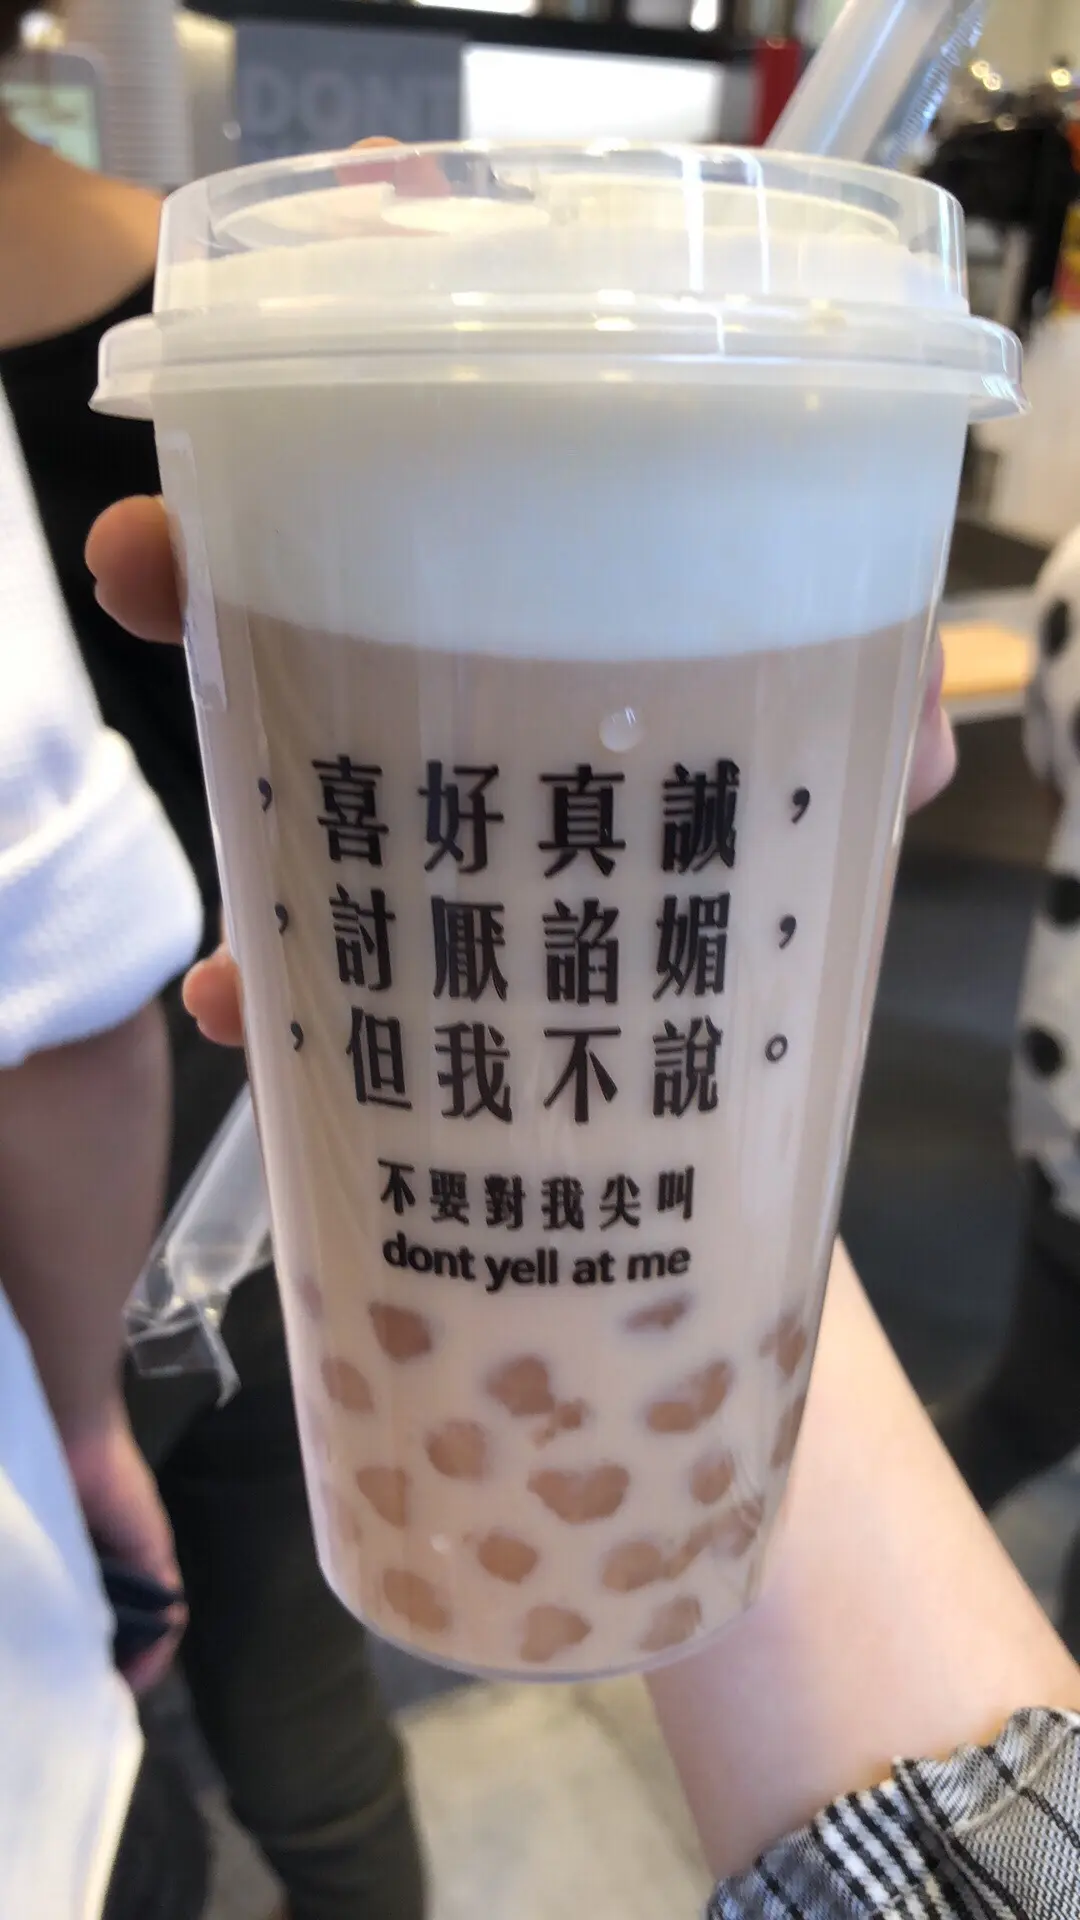 DONT
，喜好真誠，
，討厭諂媚，
，但我不說。
不要對我尖叫
dont yell at me